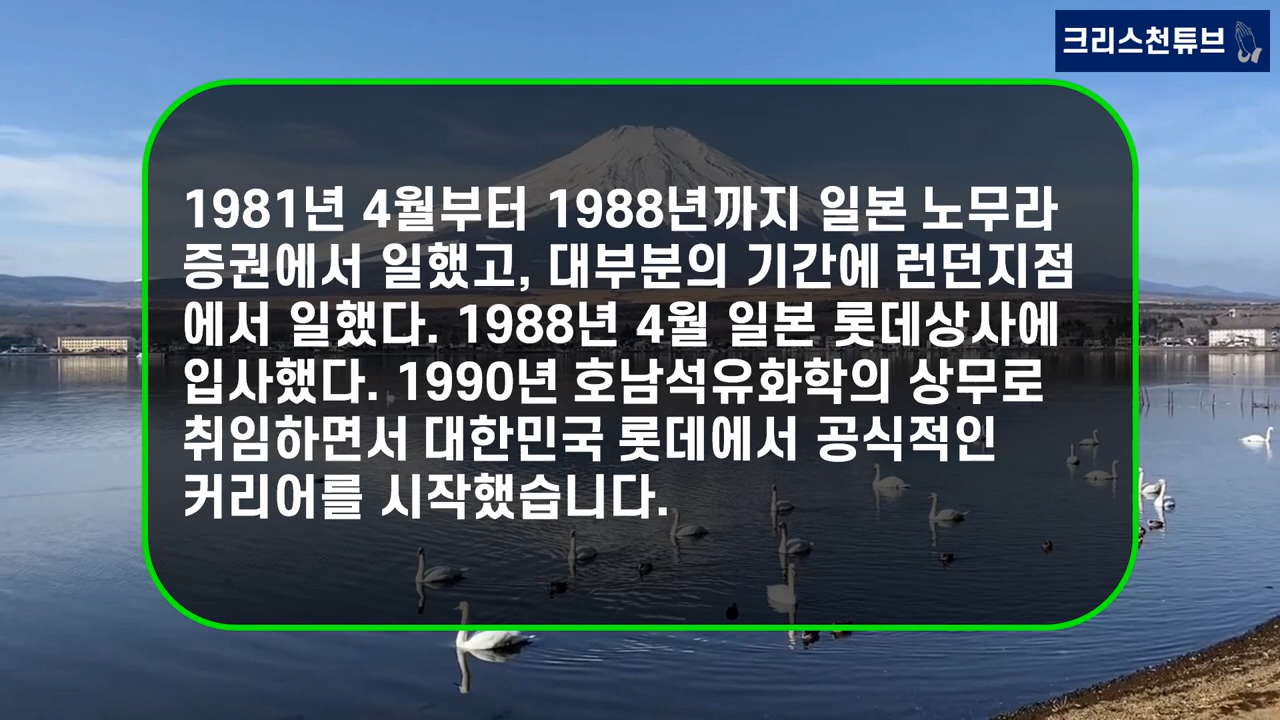 크리스천튜브
1981년 4월부터 1988년까지 일본 노무라
증권에서 일했고, 대부분의 기간에 런던지점
에서 일했다. 1988년 4월 일본 롯데상사에
입사했다. 1990년 호남석유화학의 상무로
취임하면서 대한민국 롯데에서 공식적인
커리어를 시작했습니다.